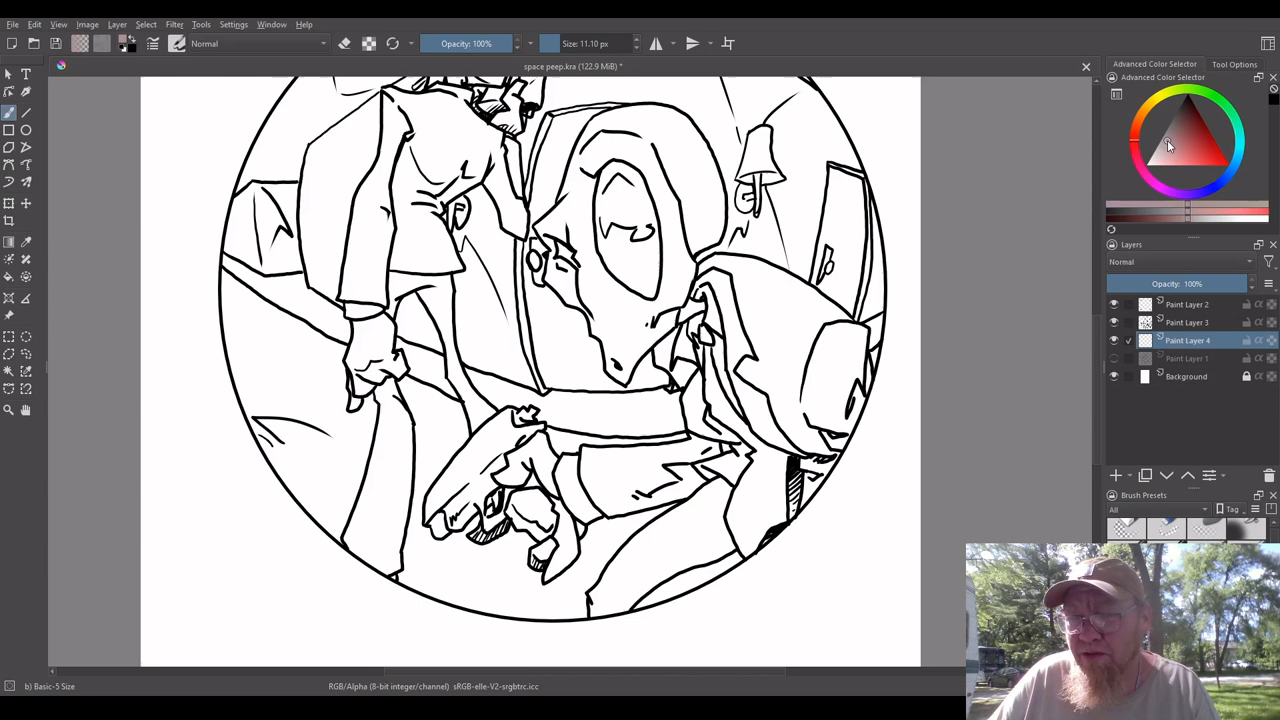 File Edit View Image Layer Select Filter Tools Settings Window Help
Normal Opacity: 100% Size: 11.10 px
space peep.kra (122.9 MiB) *
Advanced Color Selector Tool Options
Advanced Color Selector
Layers
Normal
Opacity: 100%
Paint Layer 2
Paint Layer 3
Paint Layer 4
Paint Layer 1
Background
Brush Presets
All Tag
b) Basic-5 Size RGB/Alpha (8-bit integer/channel) sRGB-elle-V2-srgbtrc.icc